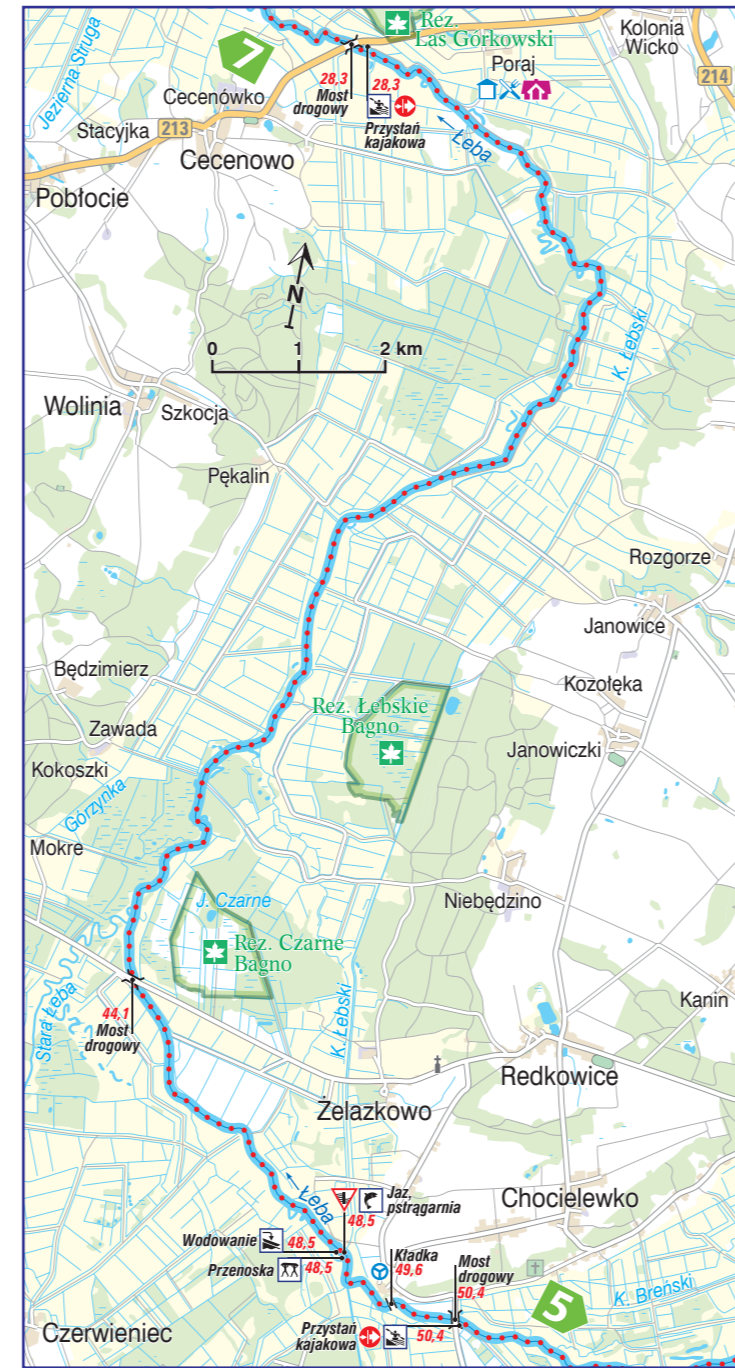 Rez.
Las Górkowski
Kolonia
Wicko
7
Jezierna Struga
28,3
Most
drogowy
28,3
Przystań
kajakowa
Poraj
214
Cecenówko
Stacyjka
213
Cecenowo
Łeba
Pobłocie
N
0 1 2 km
K. Łebski
Wolinia
Szkocja
Pękalin
Rozgorze
Janowice
Będzimierz
Kozołęka
Rez. Łebskie
Bagno
Zawada
Janowiczki
Kokoszki
Górzynka
Mokre
J. Czarne
Niebędzino
Rez. Czarne
Bagno
Stara Łeba
44,1
Most
drogowy
Kanin
K. Łebski
Redkowice
Żelazkowo
Łeba
Jaz,
pstrągarnia
48,5
Chocielewko
Wodowanie
48,5
Przenoska
48,5
Kładka
49,6
Most
drogowy
50,4
5
K. Breński
Czerwieniec
Przystań
kajakowa
50,4